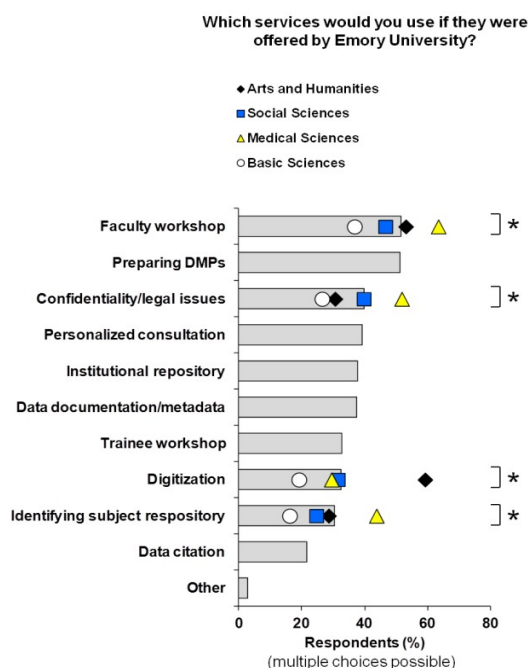 Which services would you use if they were
offered by Emory University?
Arts and Humanities
Social Sciences
Medical Sciences
Basic Sciences
Faculty workshop
*
Preparing DMPs
Confidentiality/legal issues
*
Personalized consultation
Institutional repository
Data documentation/metadata
Trainee workshop
Digitization
*
Identifying subject respository
*
Data citation
Other
0 20 40 60 80
Respondents (%)
(multiple choices possible)